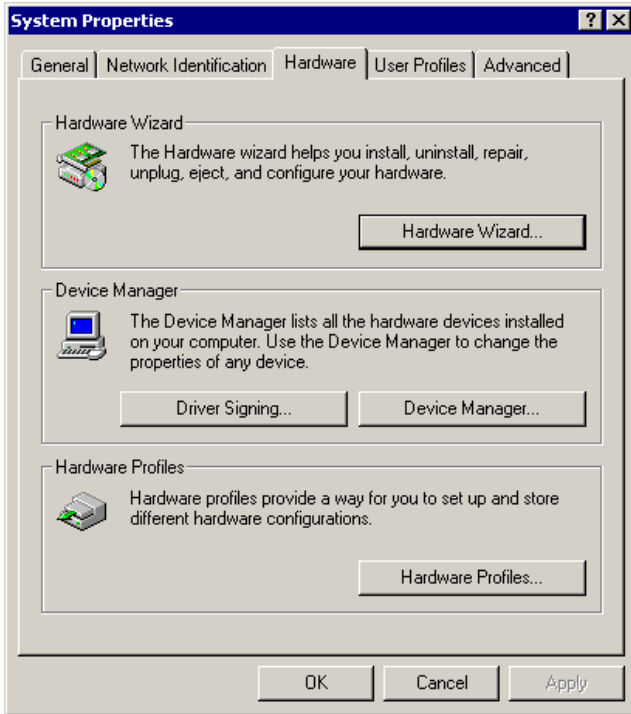 System Properties
General Network Identification Hardware User Profiles Advanced
Hardware Wizard
The Hardware wizard helps you install, uninstall, repair,
unplug, eject, and configure your hardware.
Hardware Wizard...
Device Manager
The Device Manager lists all the hardware devices installed
on your computer. Use the Device Manager to change the
properties of any device.
Driver Signing... Device Manager...
Hardware Profiles
Hardware profiles provide a way for you to set up and store
different hardware configurations.
Hardware Profiles...
OK Cancel Apply